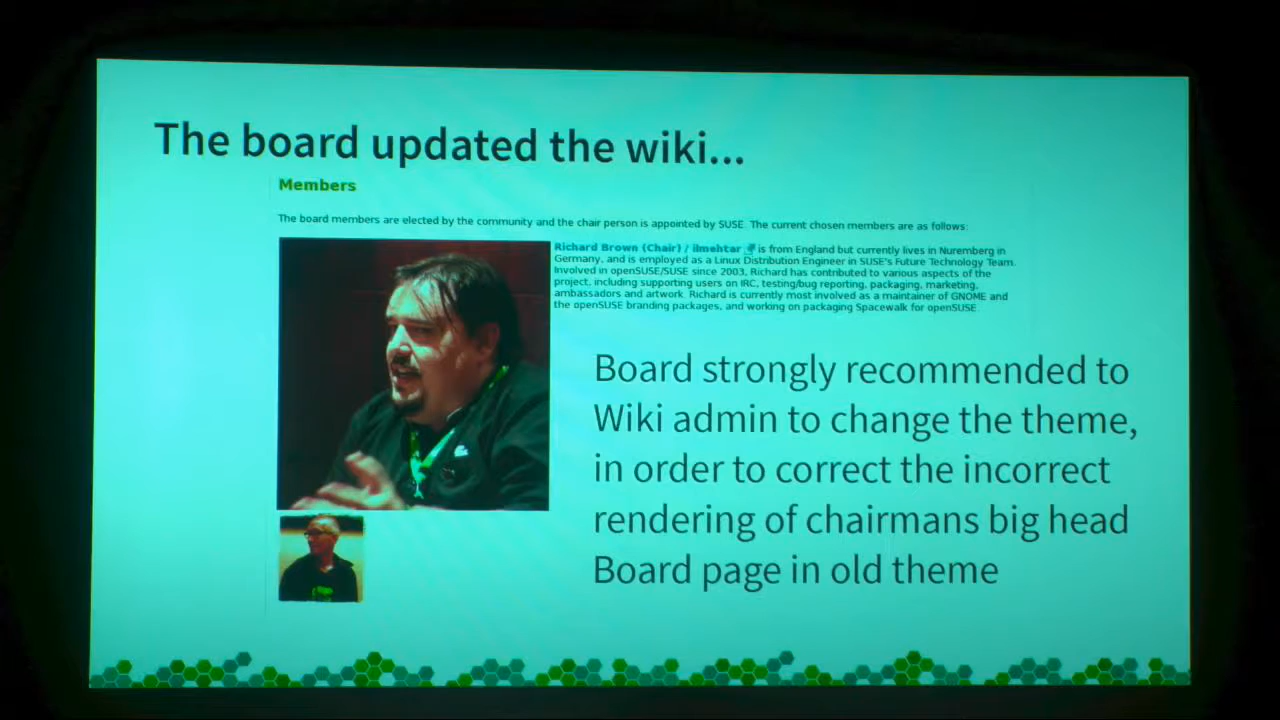 The board updated the wiki...
Members
The board members are elected by the community and the chair person is appointed by SUSE. The current chosen members are as follows:
Richard Brown (Chair) / ilmehtar is from England but currently lives in Nuremberg in
Germany, and is employed as a Linux Distribution Engineer in SUSE's Future Technology Team.
Involved in openSUSE/SUSE since 2003, Richard has contributed to various aspects of the
project, including supporting users on IRC, testing/bug reporting, packaging, marketing,
ambassadors and artwork. Richard is currently most involved as a maintainer of GNOME and
the openSUSE branding packages, and working on packaging Spacewalk for openSUSE.
Board strongly recommended to
Wiki admin to change the theme,
in order to correct the incorrect
rendering of chairmans big head
Board page in old theme